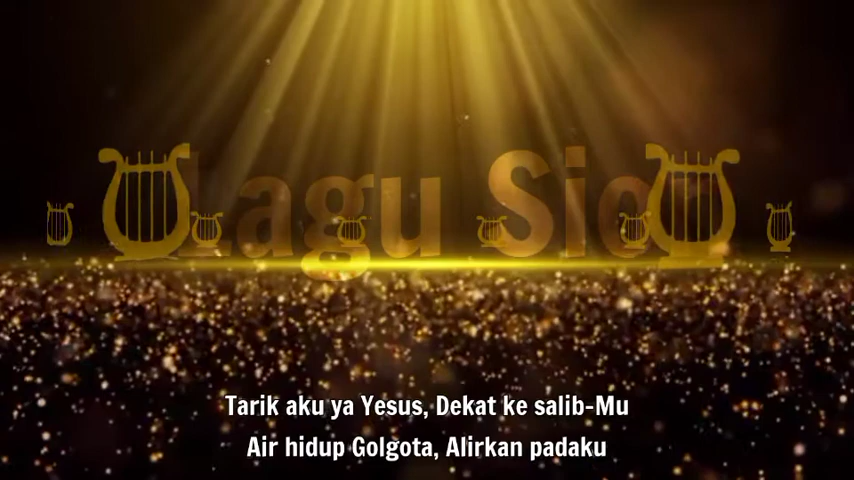 Lagu Sio
Tarik aku ya Yesus, Dekat ke salib-Mu
Air hidup Golgota, Alirkan padaku